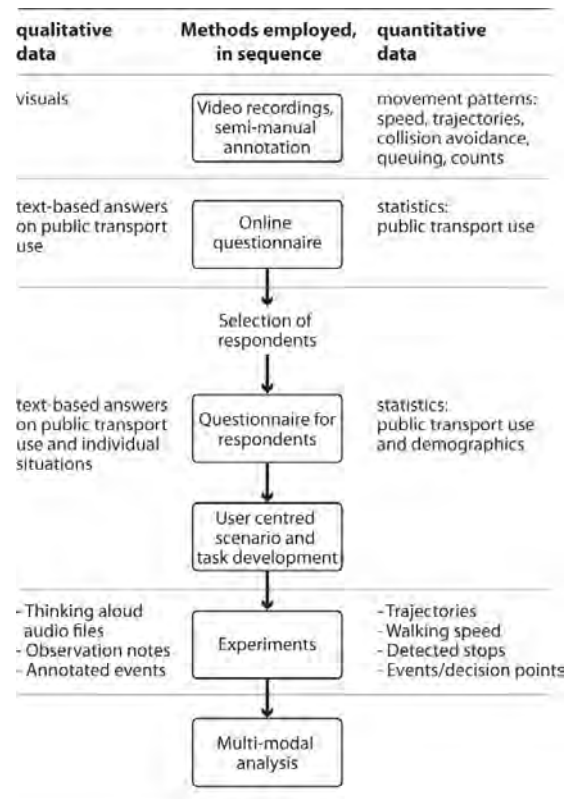 qualitative data
Methods employed, in sequence
quantitative data
visuals
Video recordings,
semi-manual
annotation
movement patterns:
speed, trajectories,
collision avoidance,
queuing, counts
text-based answers
on public transport
use
Online
questionnaire
statistics:
public transport use
Selection of
respondents
text-based answers
on public transport
use and individual
situations
Questionnaire for
respondents
statistics:
public transport use
and demographics
User centred
scenario and
task development
- Thinking aloud
audio files
- Observation notes
- Annotated events
Experiments
- Trajectories
- Walking speed
- Detected stops
- Events/decision points
Multi-modal
analysis